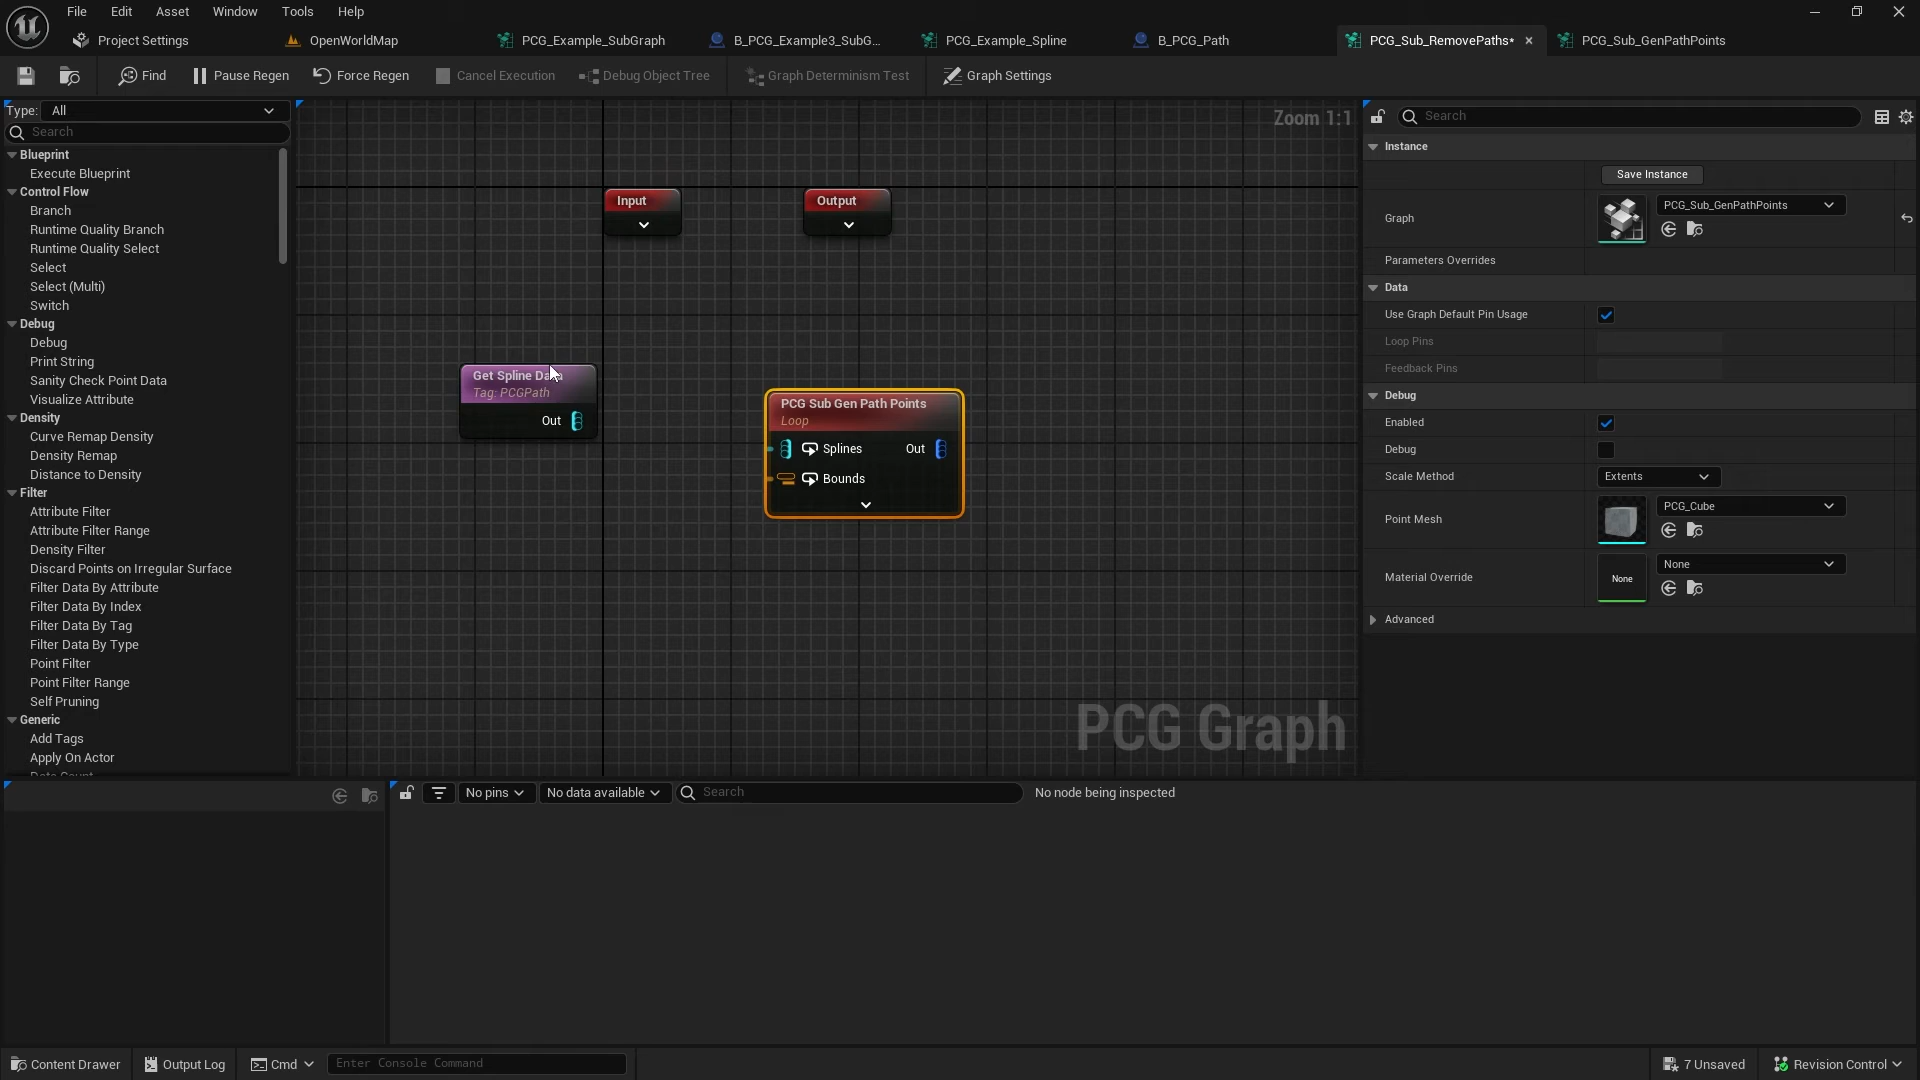 File Edit Asset Window Tools Help
Project Settings
OpenWorldMap
PCG_Example_SubGraph
B_PCG_Example3_SubG...
PCG_Example_Spline
B_PCG_Path
PCG_Sub_RemovePaths*
PCG_Sub_GenPathPoints
Find
Pause Regen
Force Regen
Cancel Execution
Debug Object Tree
Graph Determinism Test
Graph Settings
Type: All
Search
Blueprint
Execute Blueprint
Control Flow
Branch
Runtime Quality Branch
Runtime Quality Select
Select
Select (Multi)
Switch
Debug
Debug
Print String
Sanity Check Point Data
Visualize Attribute
Density
Curve Remap Density
Density Remap
Distance to Density
Filter
Attribute Filter
Attribute Filter Range
Density Filter
Discard Points on Irregular Surface
Filter Data By Attribute
Filter Data By Index
Filter Data By Tag
Filter Data By Type
Point Filter
Point Filter Range
Self Pruning
Generic
Add Tags
Apply On Actor
Zoom 1:1
Input
Output
Get Spline Data
Tag: PCGPath
Out
PCG Sub Gen Path Points
Loop
Splines Out
Bounds
PCG Graph
Search
Instance
Save Instance
Graph
PCG_Sub_GenPathPoints
Parameters Overrides
Data
Use Graph Default Pin Usage
Loop Pins
Feedback Pins
Debug
Enabled
Debug
Scale Method Extents
Point Mesh
PCG_Cube
Material Override
None
None
Advanced
No pins
No data available
Search
No node being inspected
Content Drawer
Output Log
Cmd
Enter Console Command
7 Unsaved
Revision Control